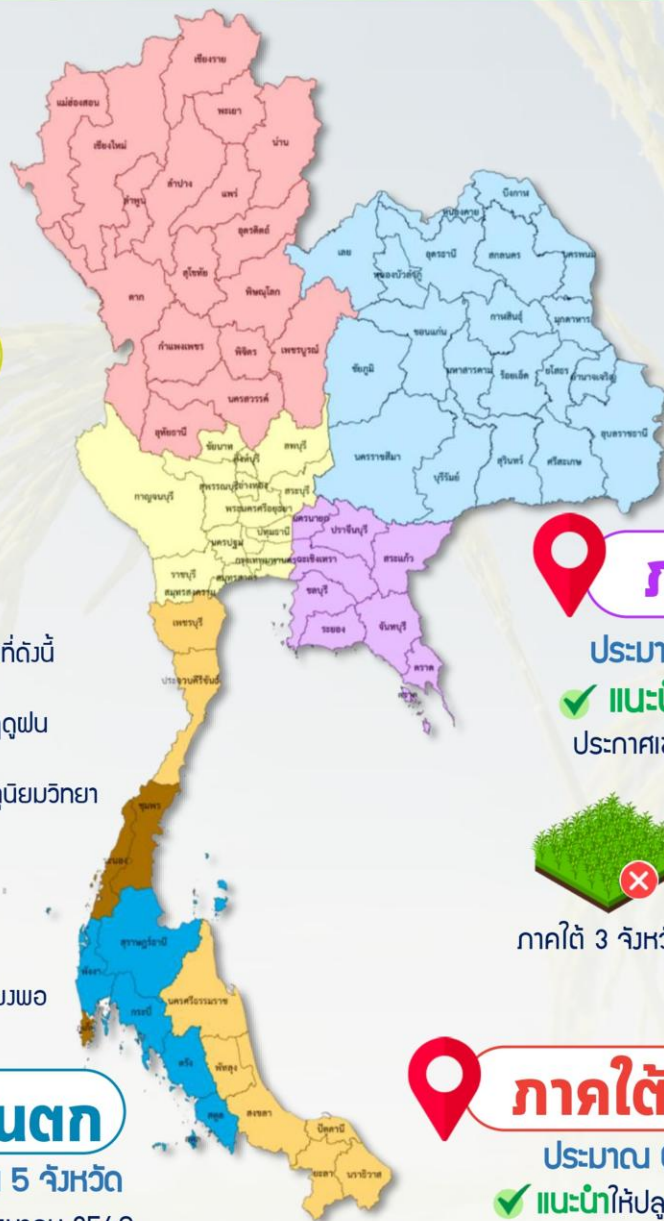 เชียงราย
แม่ฮ่องสอน
พะเยา
เชียงใหม่
น่าน
ลำปาง
ลำพูน
แพร่
อุตรดิตถ์
สุโขทัย
ตาก
พิษณุโลก
กำแพงเพชร
พิจิตร
เพชรบูรณ์
นครสวรรค์
อุทัยธานี
บึงกาฬ
หนองคาย
เลย
อุดรธานี
สกลนคร
นครพนม
หนองบัวลำภู
กาฬสินธุ์
มุกดาหาร
ขอนแก่น
ชัยภูมิ
มหาสารคาม
ร้อยเอ็ด
ยโสธร
อำนาจเจริญ
อุบลราชธานี
นครราชสีมา
บุรีรัมย์
สุรินทร์
ศรีสะเกษ
ชัยนาท
ลพบุรี
สิงห์บุรี
กาญจนบุรี
สุพรรณบุรี
อ่างทอง
สระบุรี
พระนครศรีอยุธยา
ปทุมธานี
นครปฐม
กรุงเทพมหานคร
ราชบุรี
สมุทรสาคร
สมุทรสงคราม
นครนายก
ปราจีนบุรี
ฉะเชิงเทรา
สระแก้ว
ชลบุรี
ระยอง
จันทบุรี
ตราด
ตราด
เพชรบุรี
ประจวบคีรีขันธ์
ชุมพร
ระนอง
สุราษฎร์ธานี
พังงา
กระบี่
นครศรีธรรมราช
ตรัง
พัทลุง
สตูล
สงขลา
ปัตตานี
ยะลา
นราธิวาส
ที่ดังนี้
ดูฝน
นิยมวิทยา
ยงพอ
นตก
5 จังหวัด
ภ
ประมา
แนะนำ
ประกาศเ
ภาคใต้ 3 จังหวั
ภาคใต้
ประมาณ
แนะนำให้ปลู